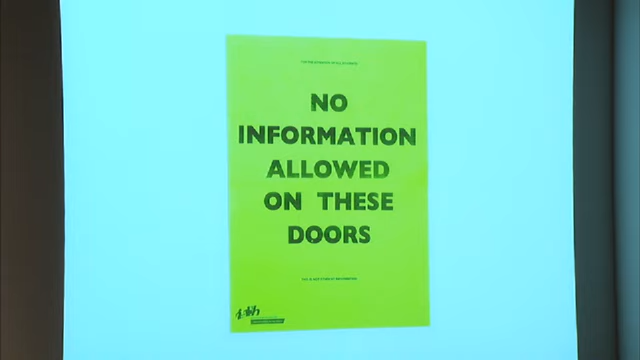 NO
INFORMATION
ALLOWED
ON THESE
DOORS